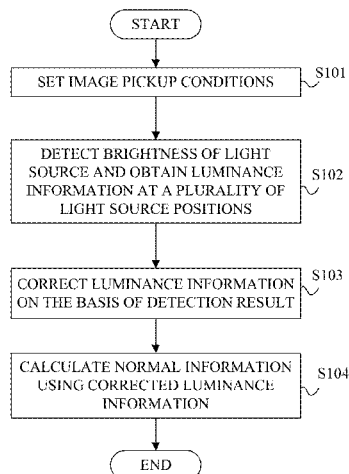 START
SET IMAGE PICKUP CONDITIONS
S101
DETECT BRIGHTNESS OF LIGHT
SOURCE AND OBTAIN LUMINANCE
INFORMATION AT A PLURALITY OF
LIGHT SOURCE POSITIONS
S102
CORRECT LUMINANCE INFORMATION
ON THE BASIS OF DETECTION RESULT
S103
CALCULATE NORMAL INFORMATION
USING CORRECTED LUMINANCE
INFORMATION
S104
END